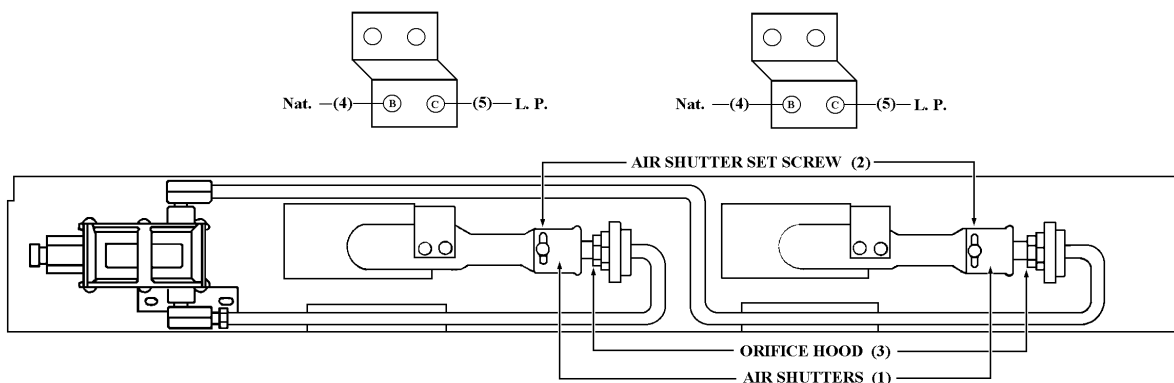 Nat. (4) B C (5) L. P.
Nat. (4) B C (5) L. P.
AIR SHUTTER SET SCREW (2)
ORIFICE HOOD (3)
AIR SHUTTERS (1)